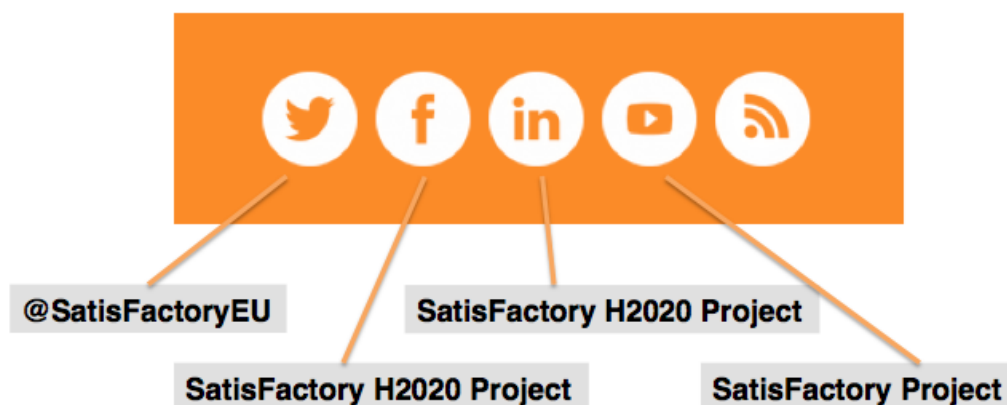 @SatisFactoryEU
SatisFactory H2020 Project
SatisFactory H2020 Project
SatisFactory Project